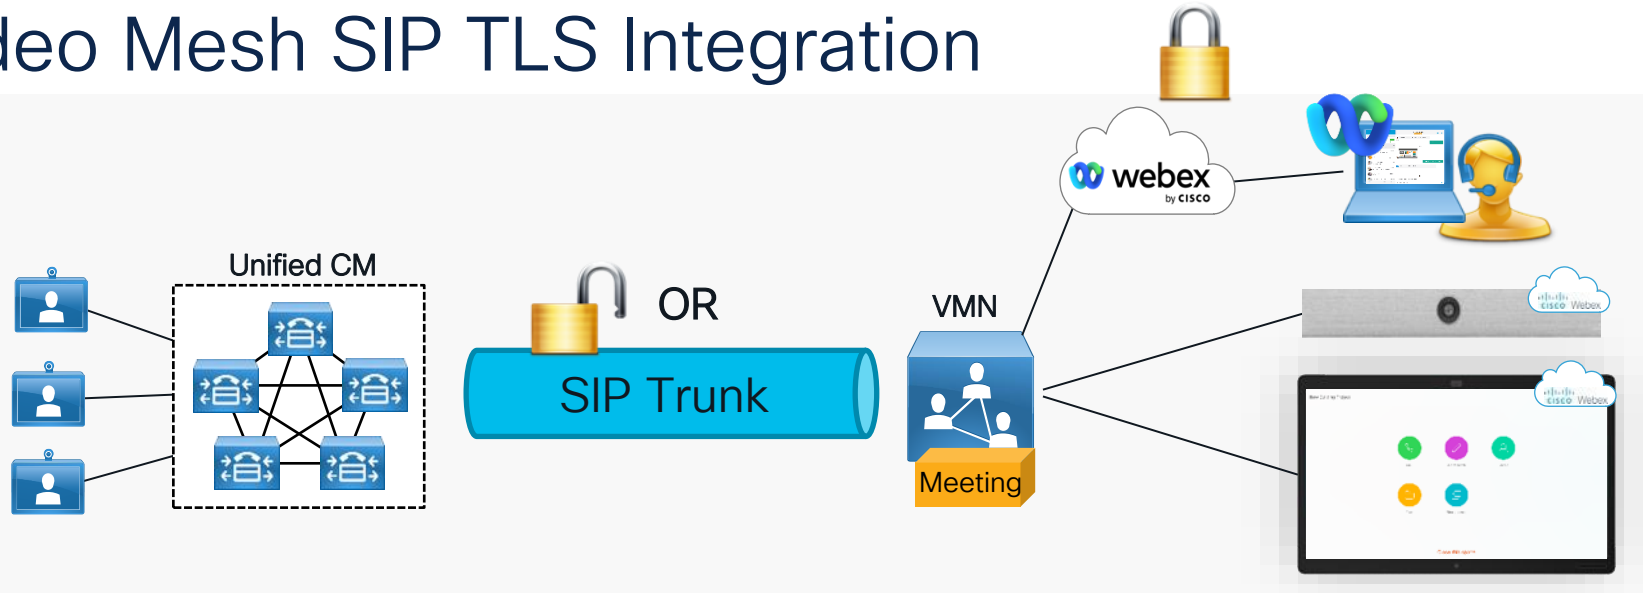 deo Mesh SIP TLS Integration
webex
by CISCO
Unified CM
OR
VMN
SIP Trunk
Meeting
CISCO Webex
CISCO Webex